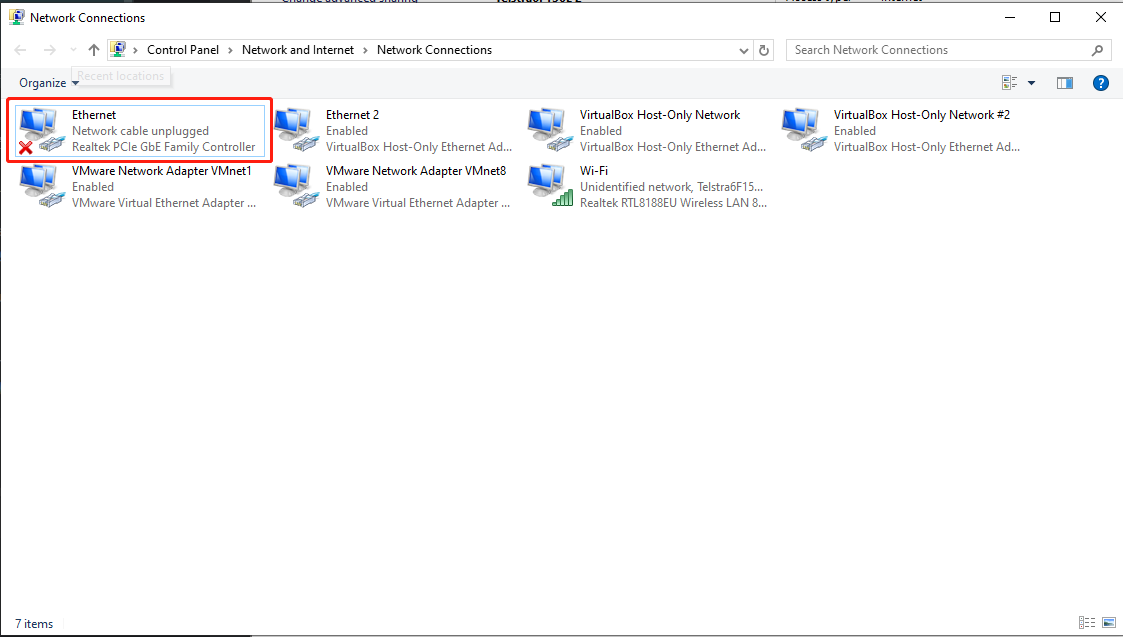 Network Connections
Control Panel > Network and Internet > Network Connections
Search Network Connections
Organize
Recent locations
Ethernet
Network cable unplugged
Realtek PCIe GbE Family Controller
Ethernet 2
Enabled
VirtualBox Host-Only Ethernet Ad...
VirtualBox Host-Only Network
Enabled
VirtualBox Host-Only Ethernet Ad...
VirtualBox Host-Only Network #2
Enabled
VirtualBox Host-Only Ethernet Ad...
VMware Network Adapter VMnet1
Enabled
VMware Virtual Ethernet Adapter ...
VMware Network Adapter VMnet8
Enabled
VMware Virtual Ethernet Adapter ...
Wi-Fi
Unidentified network, Telstra6F15...
Realtek RTL8188EU Wireless LAN 8...
7 items